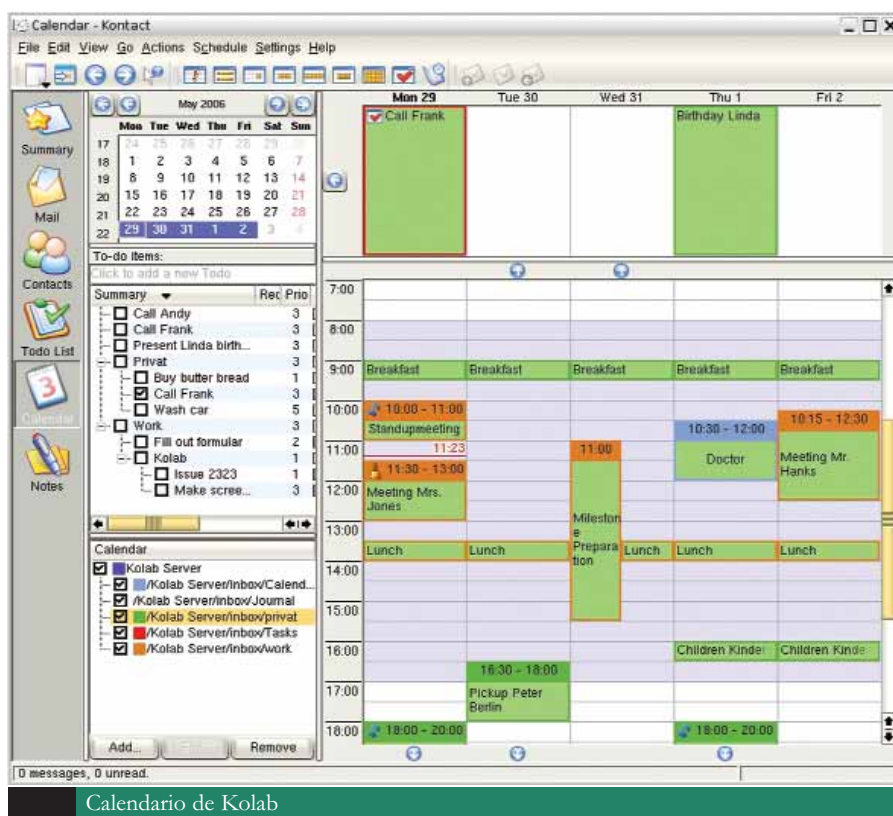 Calendar - Kontact
File Edit View Go Actions Schedule Settings Help
Summary
Mail
Contacts
Todo List
Calendar
Notes
May 2006
Mon Tue Wed Thu Fri Sat Sun
17 24 25 26 27 28 29
18 1 2 3 4 5 6 7
19 8 9 10 11 12 13 14
20 15 16 17 18 19 20 21
21 22 23 24 25 26 27 28
22 29 30 31 1 2 3 4
To-do items:
Click to add a new Todo
Summary Rec Prio
Call Andy 3
Call Frank 3
Present Linda birth... 3
Privat 3
Buy butter bread 1
Call Frank 3
Wash car 5
Work 3
Fill out formular 2
Kolab 1
Issue 2323 1
Make scree... 3
Calendar
Kolab Server
/Kolab Server/inbox/Calend...
/Kolab Server/inbox/Journal
/Kolab Server/inbox/privat
/Kolab Server/inbox/Tasks
/Kolab Server/inbox/work
Add... Remove
Mon 29 Tue 30 Wed 31 Thu 1 Fri 2
Call Frank Birthday Linda
7:00
8:00
9:00 Breakfast Breakfast Breakfast Breakfast Breakfast
10:00 10:00 - 11:00
Standupmeeting
10:30 - 12:00
Doctor
10:15 - 12:30
Meeting Mr.
Hanks
11:00 11:23
11:30 - 13:00
Meeting Mrs.
Jones
11:00
Mileston
e
Prepara
tion
12:00
13:00
Lunch Lunch Lunch Lunch Lunch
14:00
15:00
16:00 Children Kinder Children Kinde
16:30 - 18:00
Pickup Peter
Berlin
17:00
18:00 18:00 - 20:00 18:00 - 20:00
0 messages, 0 unread.
Calendario de Kolab